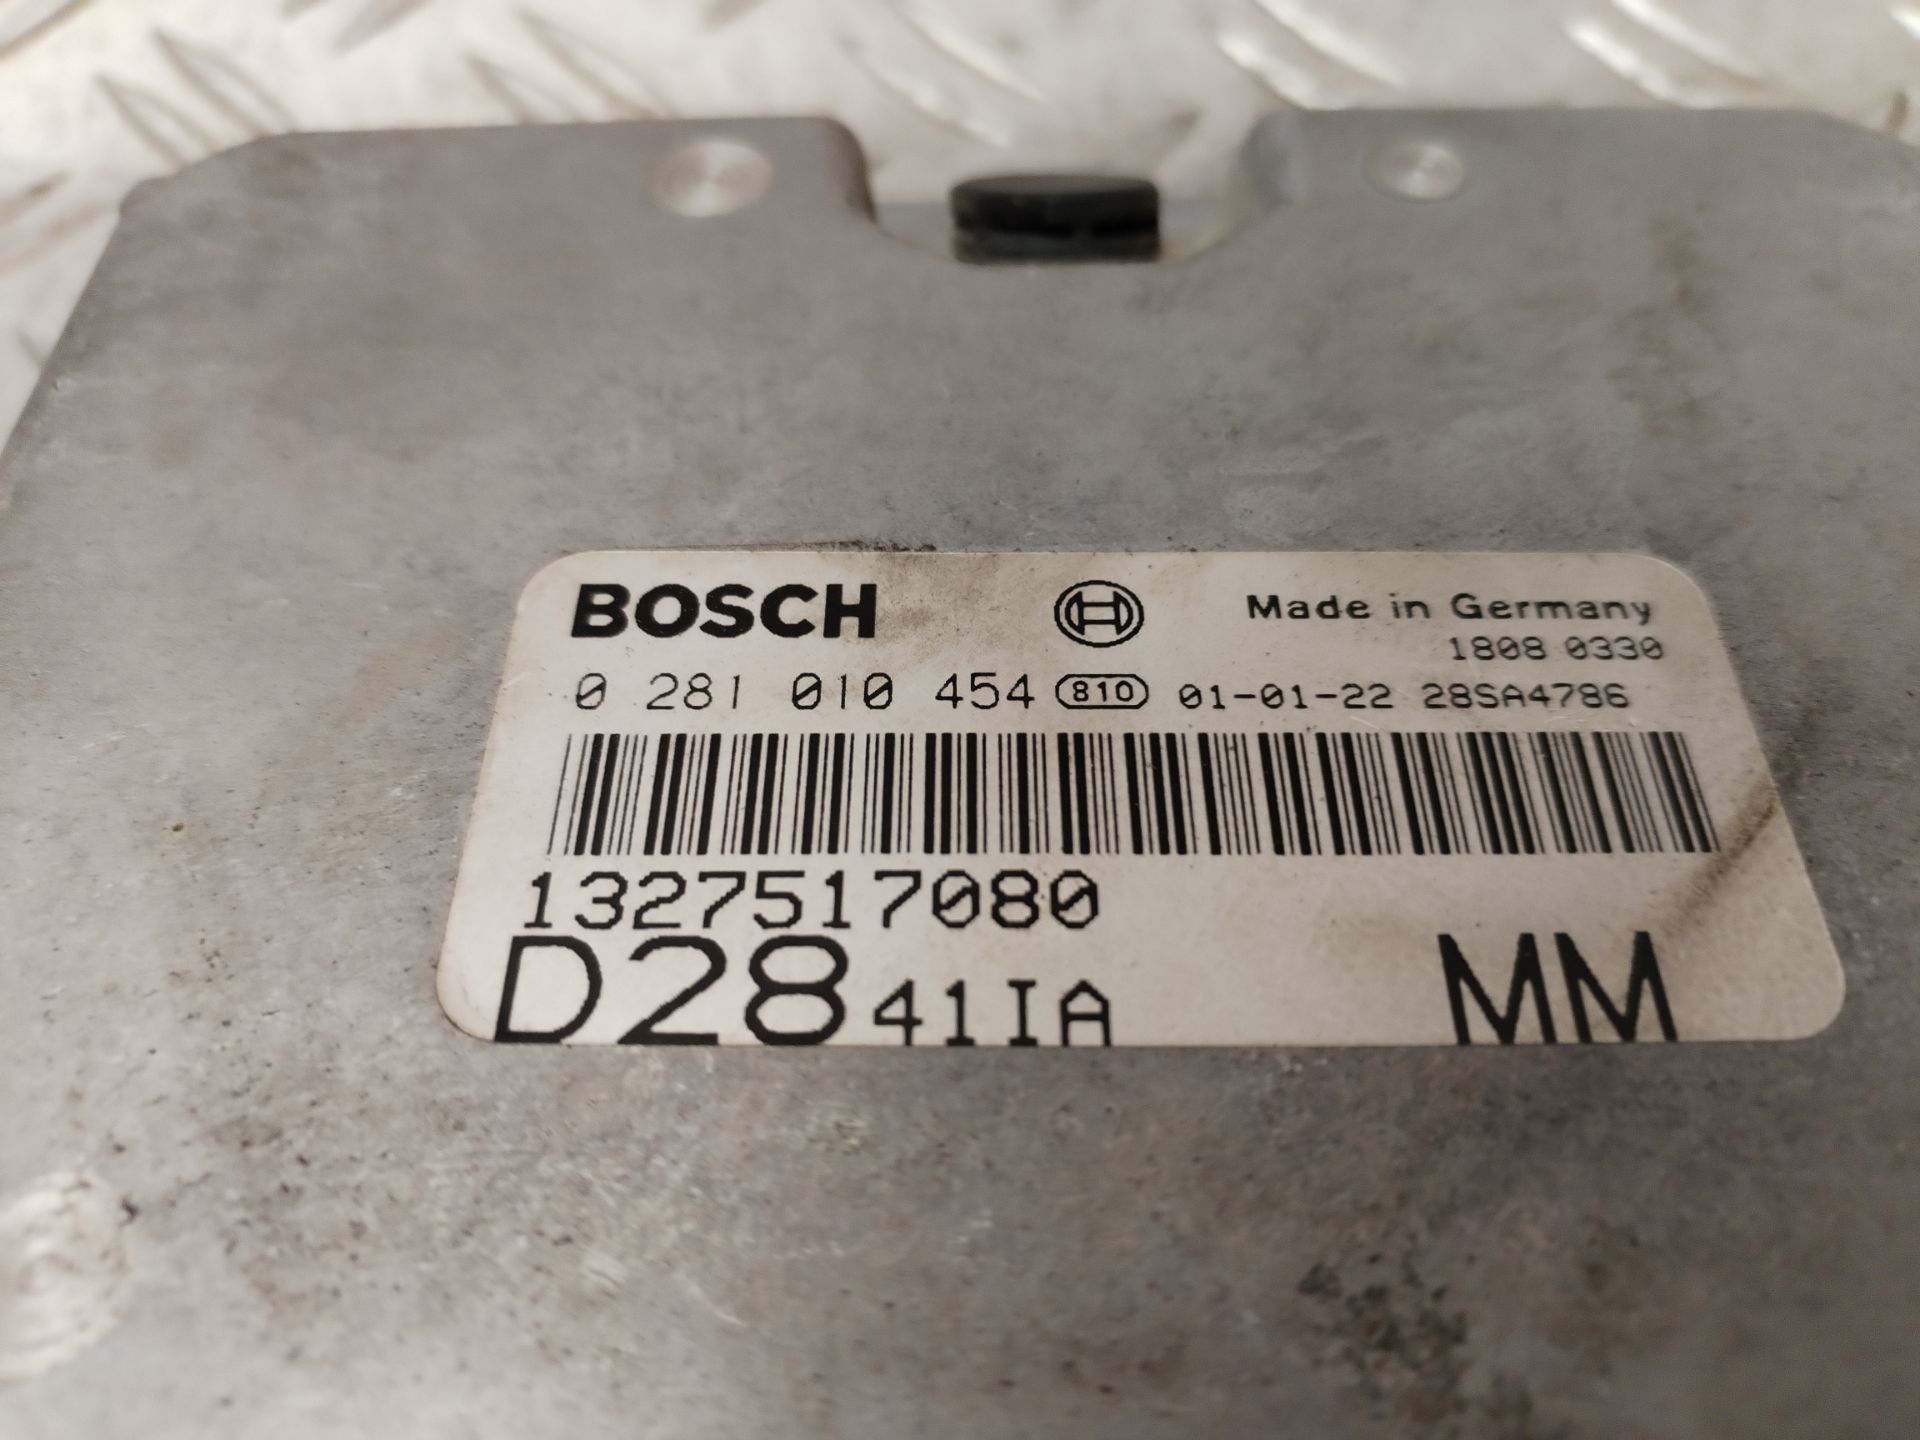 BOSCH Made in Germany
1808 0330
0 281 010 454 810 01-01-22 28SA4786
1327517080
D28 41IA MM